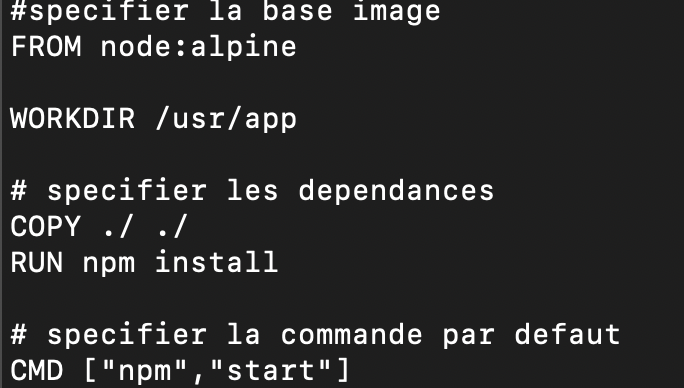 #specifier la base image
FROM node:alpine
WORKDIR /usr/app
# specifier les dependances
COPY ./ ./
RUN npm install
# specifier la commande par defaut
CMD ["npm","start"]